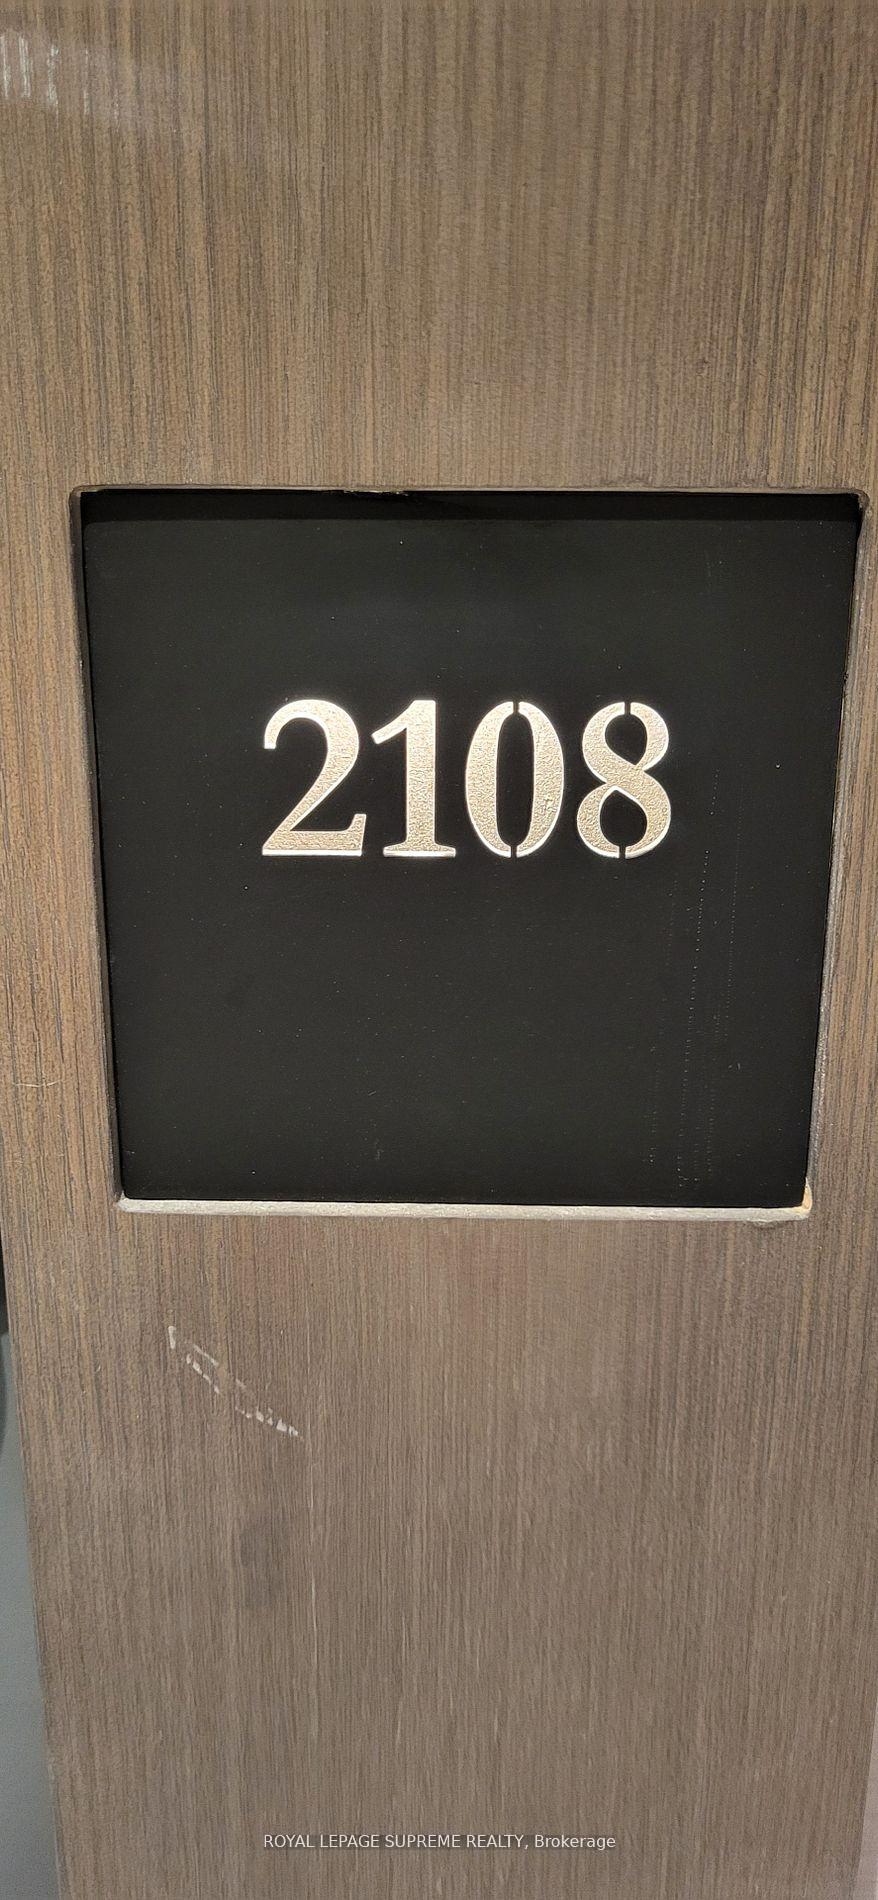 2108
ROYAL LEPAGE SUPREME REALTY, Brokerage